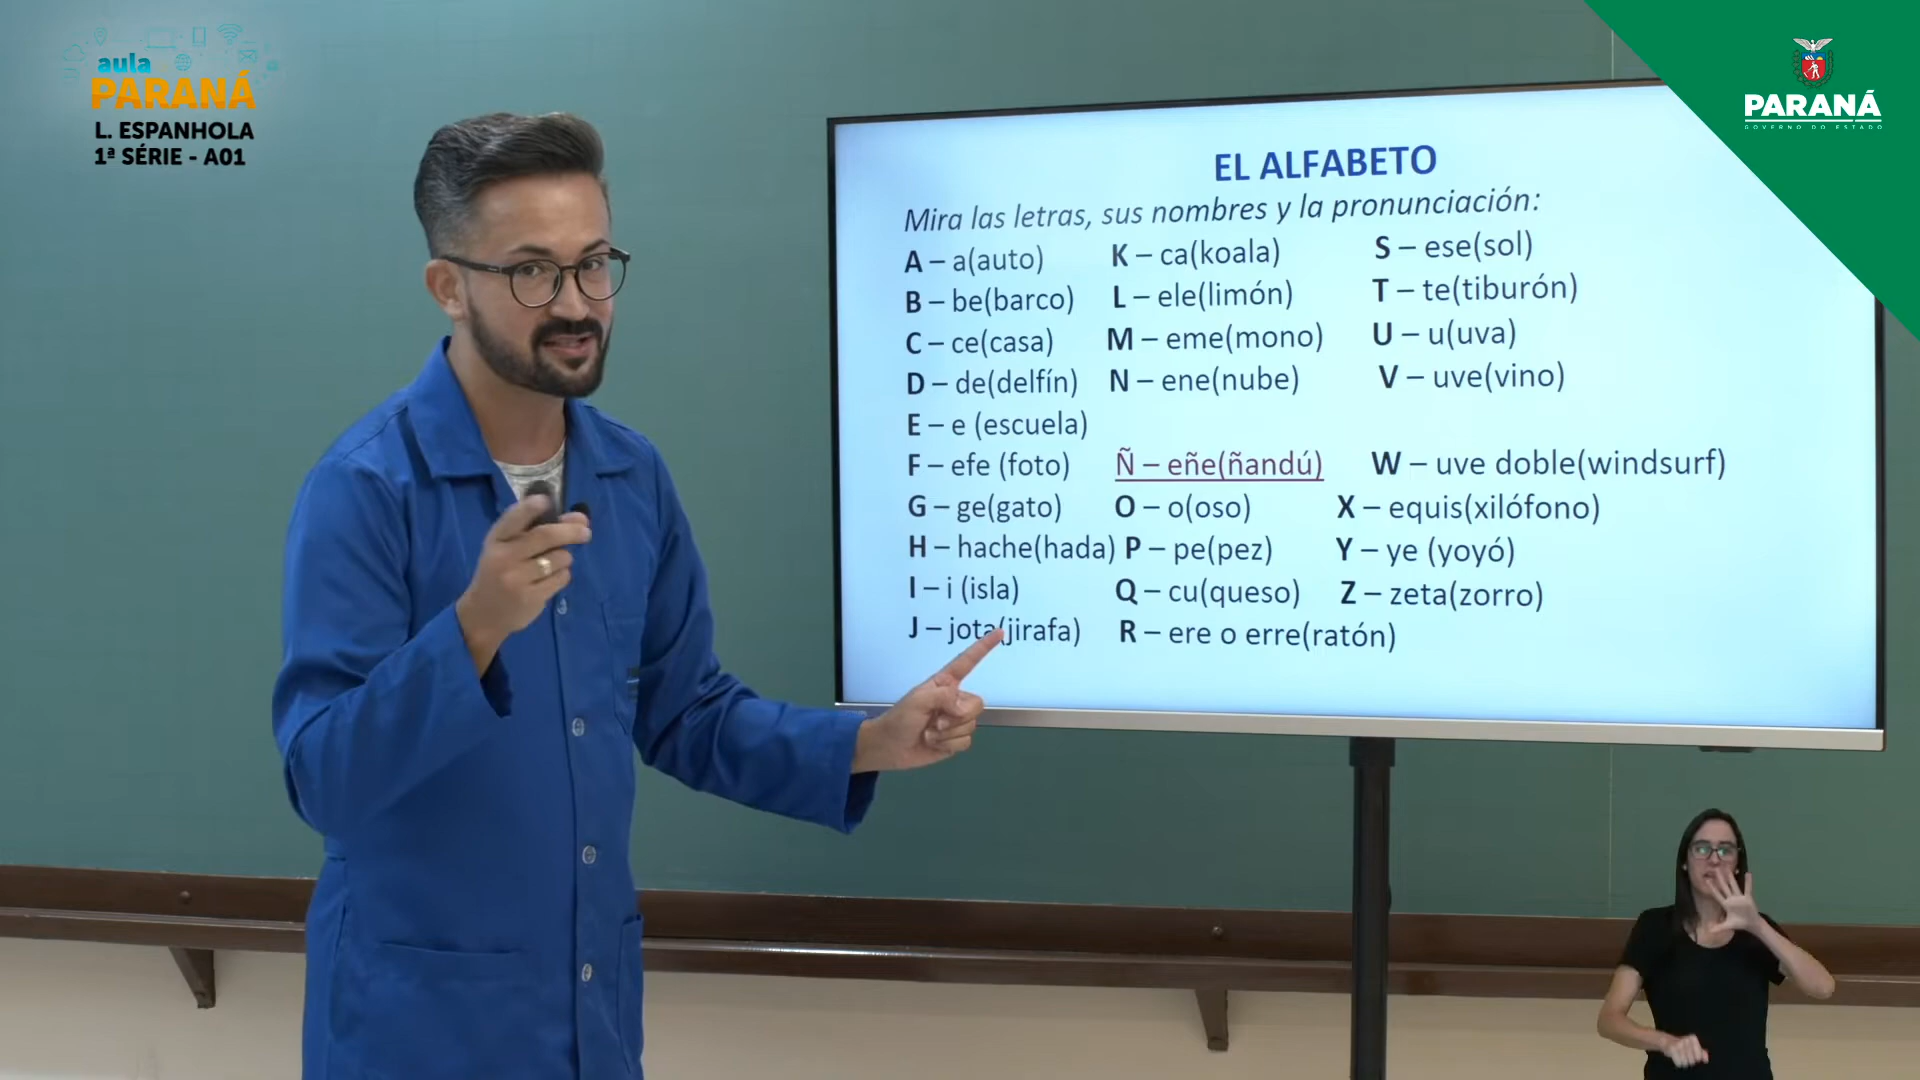 aula
PARANÁ
L. ESPANHOLA
1ª SÉRIE - A01
PARANÁ
GOVERNO DO ESTADO
EL ALFABETO
Mira las letras, sus nombres y la pronunciación:
A – a(auto)
B – be(barco)
C – ce(casa)
D – de(delfín)
E – e (escuela)
F – efe (foto)
G – ge(gato)
H – hache(hada)
I – i (isla)
J – jota(jirafa)
K – ca(koala)
L – ele(limón)
M – eme(mono)
N – ene(nube)
Ñ – eñe(ñandú)
O – o(oso)
P – pe(pez)
Q – cu(queso)
R – ere o erre(ratón)
S – ese(sol)
T – te(tiburón)
U – u(uva)
V – uve(vino)
W – uve doble(windsurf)
X – equis(xilófono)
Y – ye (yoyó)
Z – zeta(zorro)